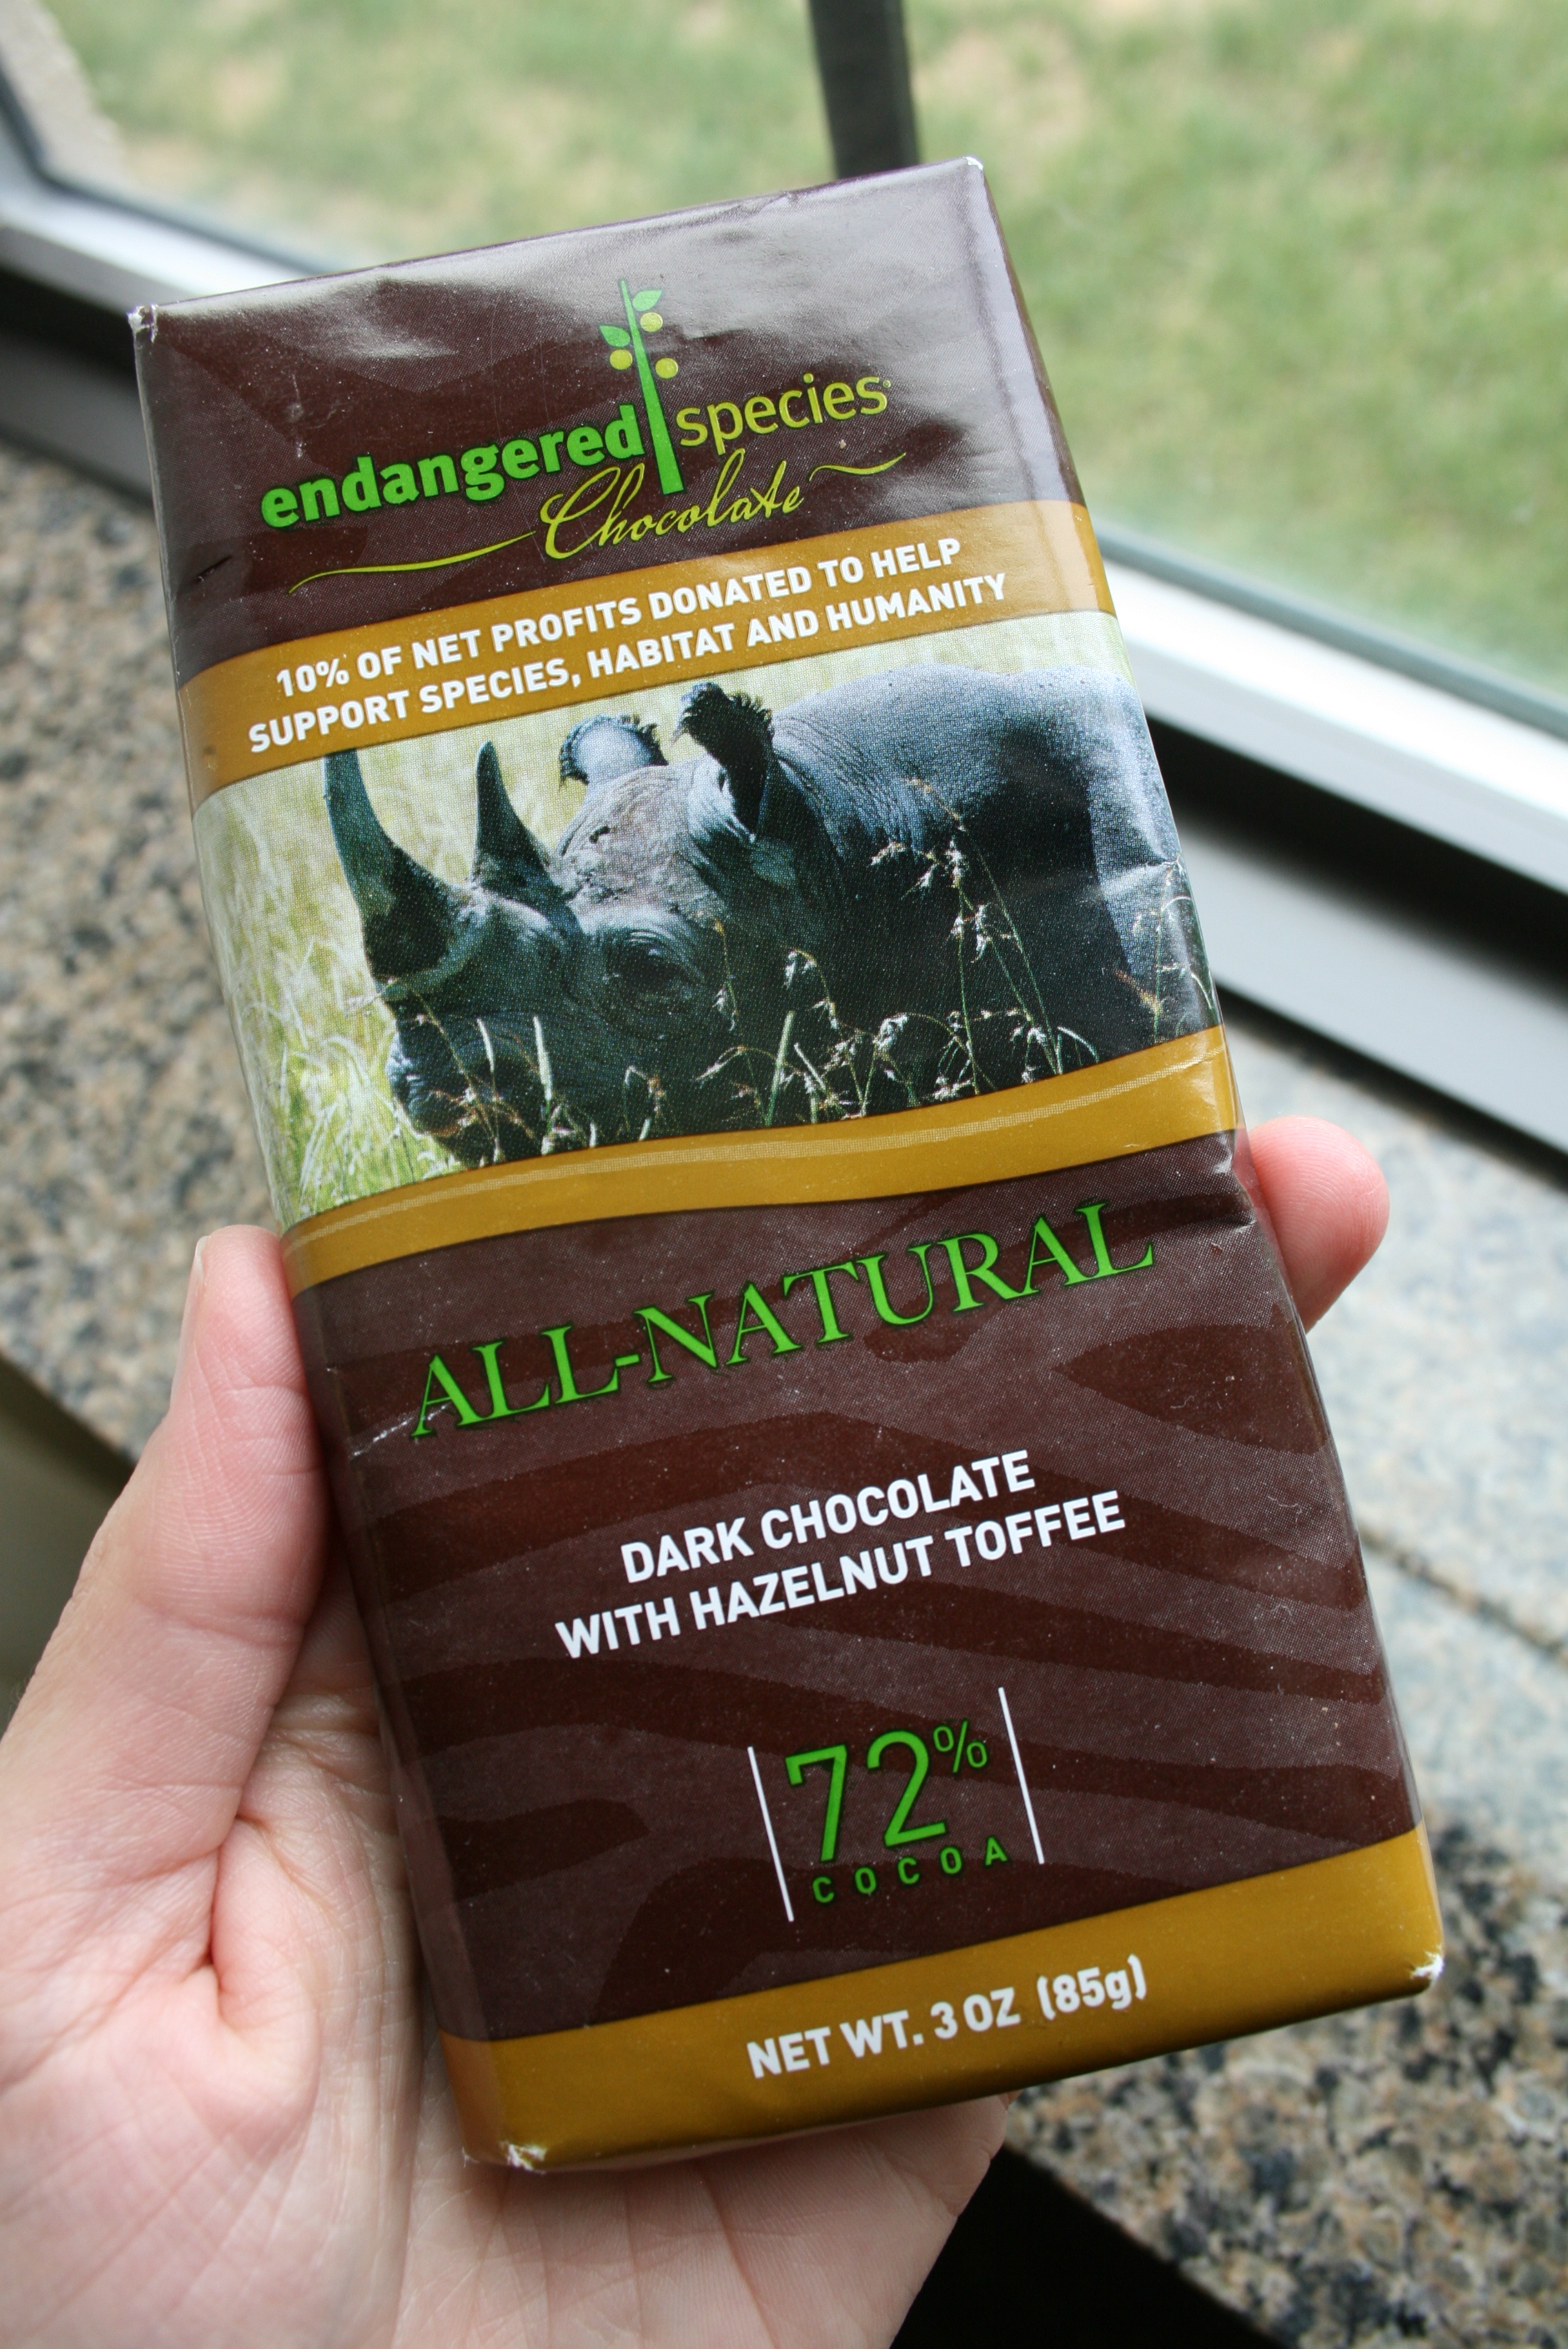 endangered species
Chocolate
10% OF NET PROFITS DONATED TO HELP
SUPPORT SPECIES, HABITAT AND HUMANITY
ALL-NATURAL
DARK CHOCOLATE
WITH HAZELNUT TOFFEE
72%
COCOA
NET WT. 3 OZ (85g)